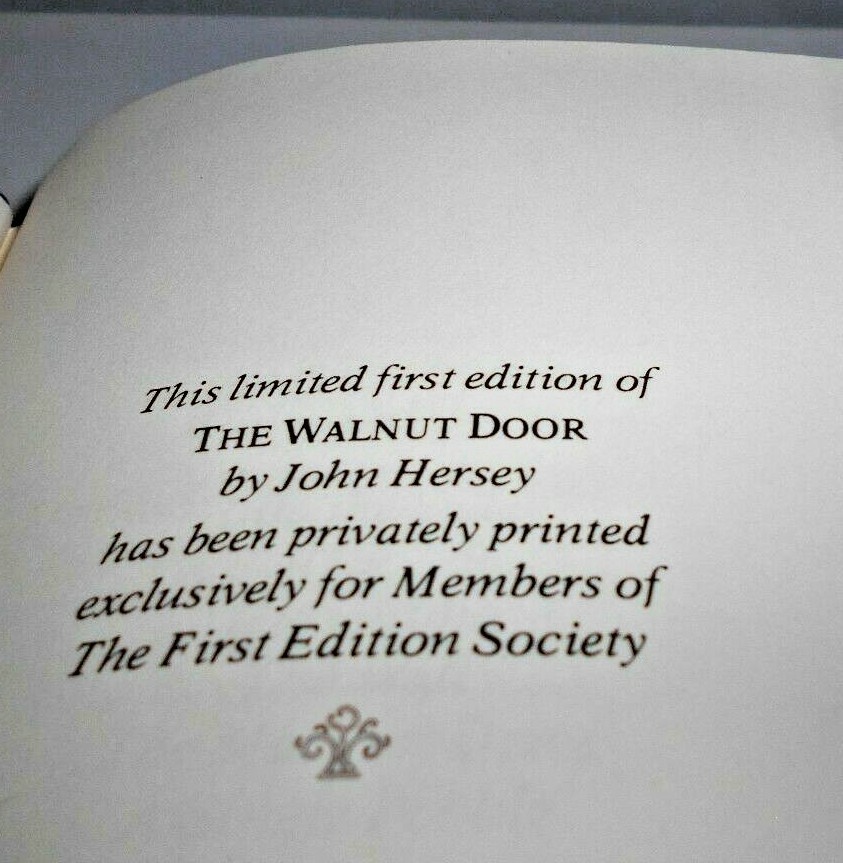 This limited first edition of
THE WALNUT DOOR
by John Hersey
has been privately printed
exclusively for Members of
The First Edition Society